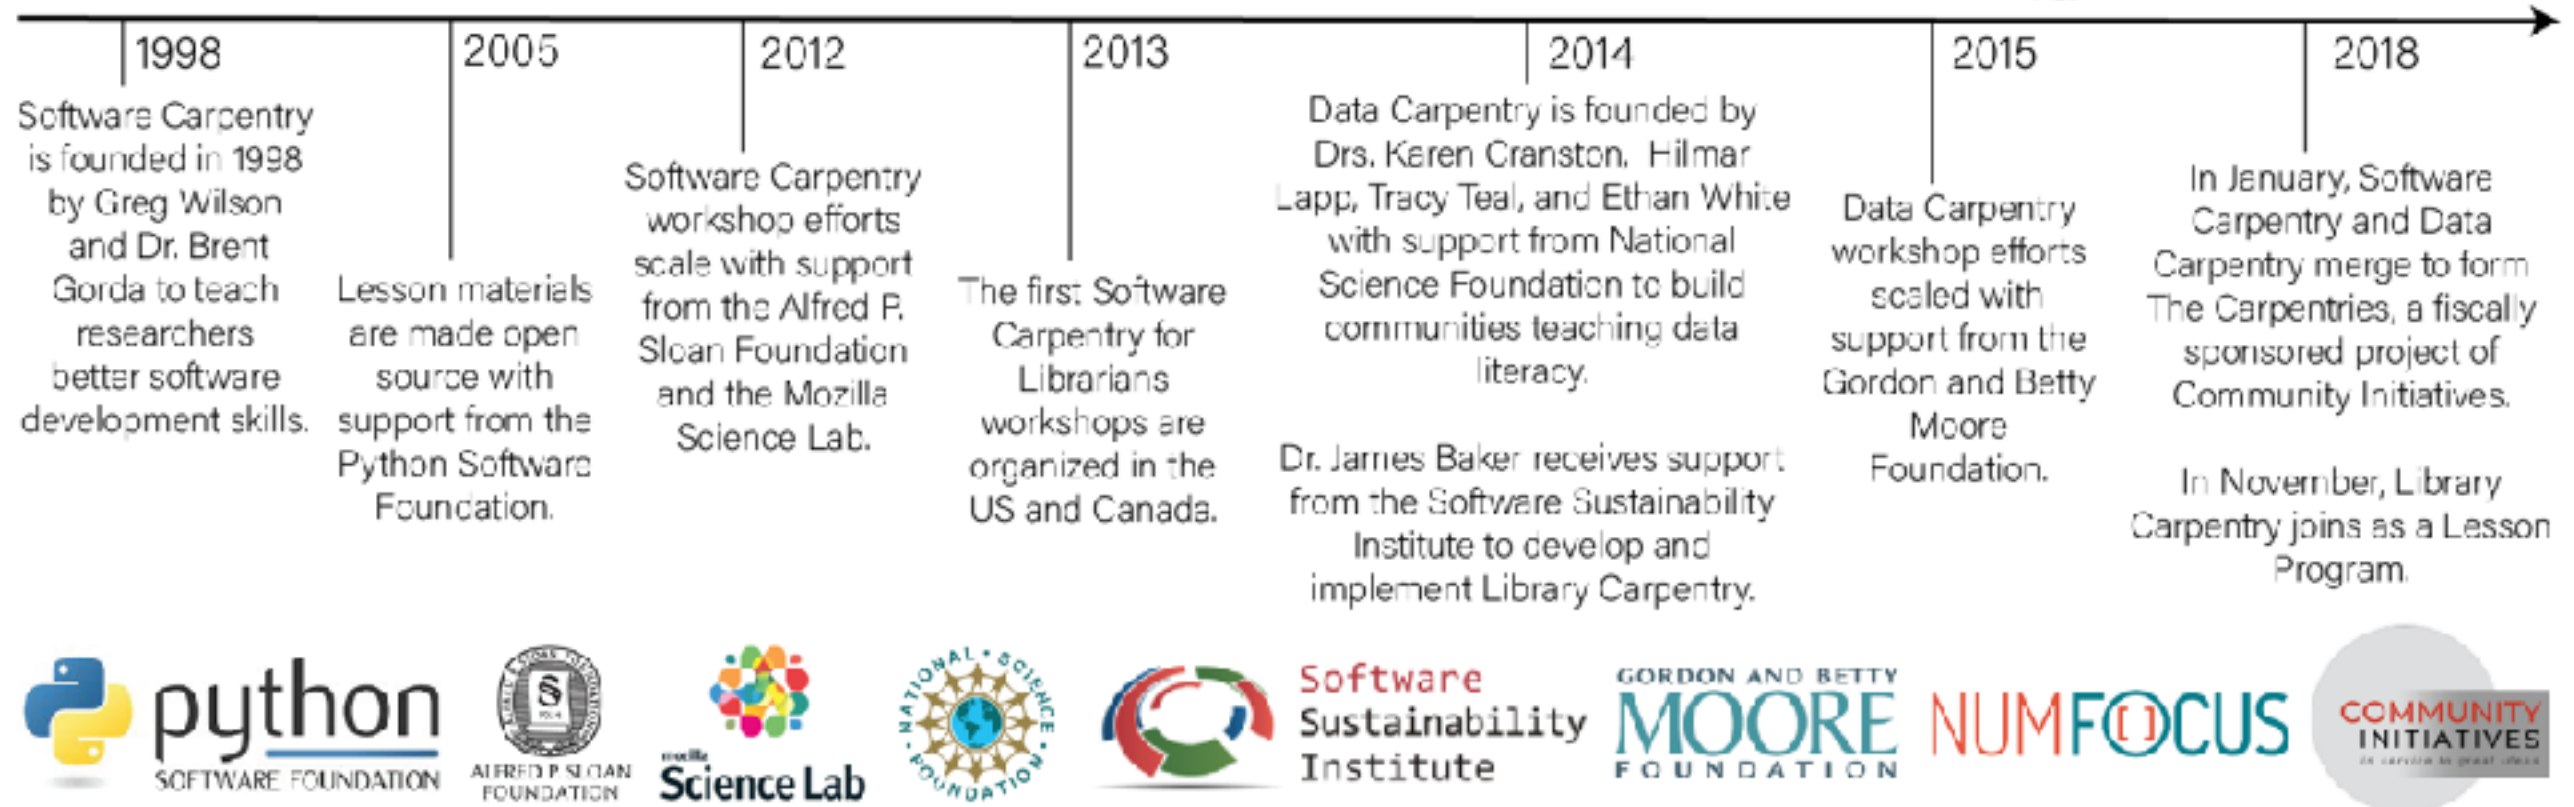 1998
Software Carpentry
is founded in 1998
by Greg Wilson
and Dr. Brent
Gorda to teach
researchers
better software
development skills.
2005
Lesson materials
are made open
source with
support from the
Python Software
Foundation.
2012
Software Carpentry
workshop efforts
scale with support
from the Alfred P.
Sloan Foundation
and the Mozilla
Science Lab.
2013
The first Software
Carpentry for
Librarians
workshops are
organized in the
US and Canada.
2014
Data Carpentry is founded by
Drs. Karen Cranston, Hilmar
Lapp, Tracy Teal, and Ethan White
with support from National
Science Foundation to build
communities teaching data
literacy.
Dr. James Baker receives support
from the Software Sustainability
Institute to develop and
implement Library Carpentry.
2015
Data Carpentry
workshop efforts
scaled with
support from the
Gordon and Betty
Moore
Foundation.
2018
In January, Software
Carpentry and Data
Carpentry merge to form
The Carpentries, a fiscally
sponsored project of
Community Initiatives.
In November, Library
Carpentry joins as a Lesson
Program.
python
SOFTWARE FOUNDATION
ALFRED P. SLOAN FOUNDATION
ALFRED P. SLOAN
FOUNDATION
mozilla
Science Lab
NATIONAL • SCIENCE • FOUNDATION •
Software
Sustainability
Institute
GORDON AND BETTY
MOORE
FOUNDATION
NUMFOCUS
COMMUNITY
INITIATIVES
in service to great ideas